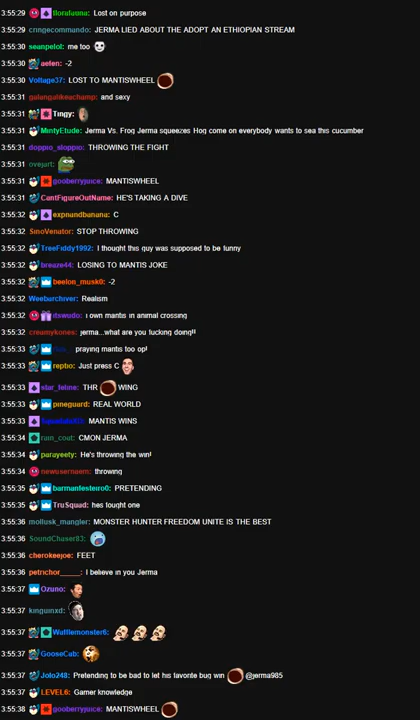 3:55:29 florafauna: Lost on purpose
3:55:29 cringecommando: JERMA LIED ABOUT THE ADOPT AN ETHIOPIAN STREAM
3:55:30 seanpelol: me too
3:55:30 aefen: -2
3:55:30 Voltage37: LOST TO MANTISWHEEL
3:55:31 galangalikeuchamp: and sexy
3:55:31 Tingy:
3:55:31 MintyEtude: Jerma Vs. Frog Jerma squeezes Hog come on everybody wants to sea this cucumber
3:55:31 doppio_sloppio: THROWING THE FIGHT
3:55:31 ovejart:
3:55:31 gooberryjuice: MANTISWHEEL
3:55:31 CantFigureOutName: HE'S TAKING A DIVE
3:55:32 expnandbanana: C
3:55:32 SinoVenator: STOP THROWING
3:55:32 TreeFiddy1992: I thought this guy was supposed to be funny
3:55:32 breaze44: LOSING TO MANTIS JOKE
3:55:32 beelon_musk0: -2
3:55:32 Weeburchiver: Realism
3:55:32 itswudo: i own mantis in animal crossing
3:55:32 creamykones: jerma...what are you fucking doing!!
3:55:33 praying mantis too op!
3:55:33 repbo: Just press C
3:55:33 star_feline: THR WING
3:55:33 pineguard: REAL WORLD
3:55:33 MANTIS WINS
3:55:34 rain_coat: CMON JERMA
3:55:34 parayeety: He's throwing the win!
3:55:34 newusernaem: throwing
3:55:35 barmanfesteiro0: PRETENDING
3:55:35 TruSquad: hes fought one
3:55:36 mollusk_mangler: MONSTER HUNTER FREEDOM UNITE IS THE BEST
3:55:36 SoundChaser83:
3:55:36 cherokeejoe: FEET
3:55:36 petrichor_____: I believe in you Jerma
3:55:37 Ozuno:
3:55:37 kinguinxd:
3:55:37 Wafflemonster6:
3:55:37 GooseCab:
3:55:37 Jolo248: Pretending to be bad to let his favorite bug win @jerma985
3:55:37 LEVEL6: Gamer knowledge
3:55:38 gooberryjuice: MANTISWHEEL